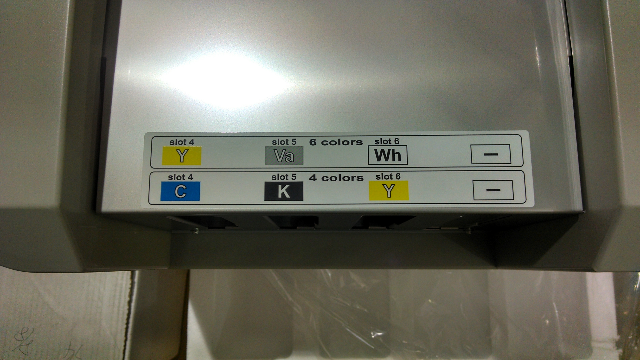 slot 4 slot 5 6 colors slot 6
Y Va Wh –
slot 4 slot 5 4 colors slot 6
C K Y –